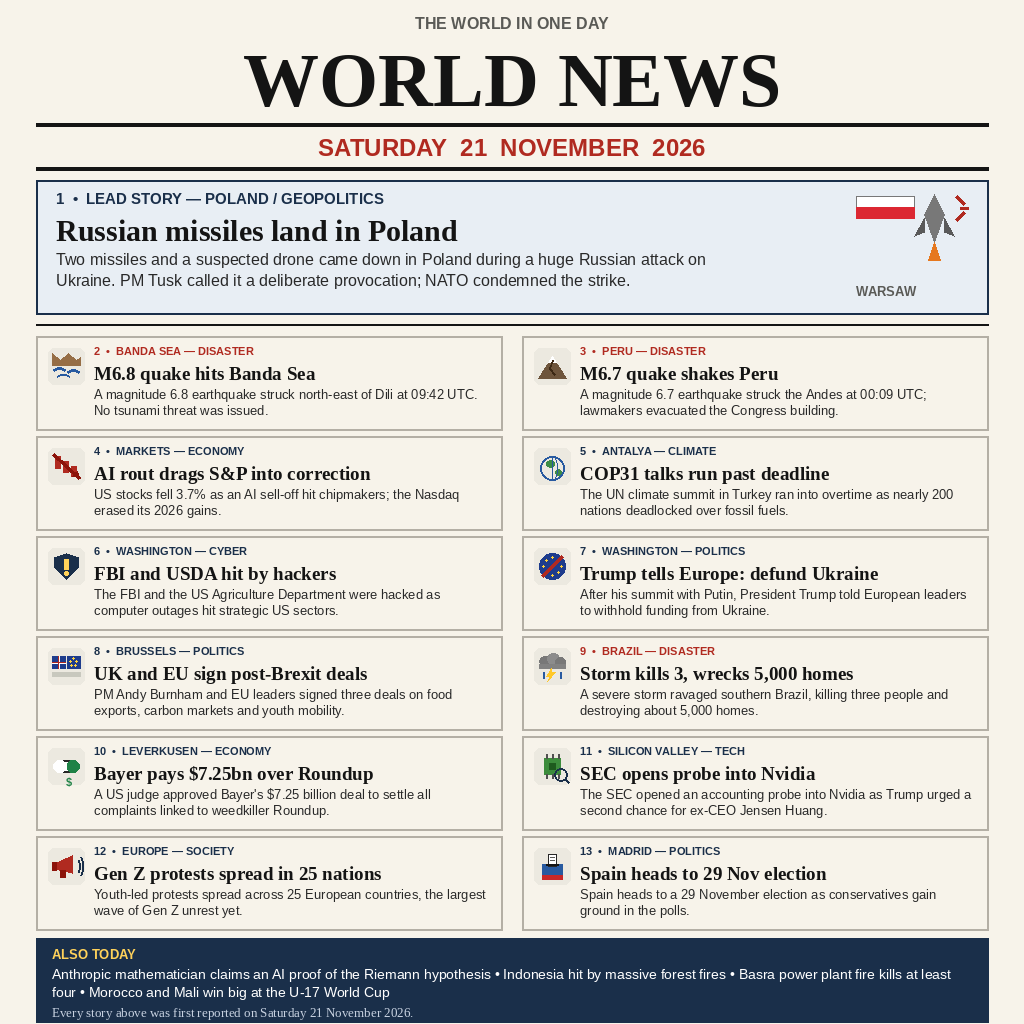 THE WORLD IN ONE DAY
WORLD NEWS
SATURDAY 21 NOVEMBER 2026
1 • LEAD STORY — POLAND / GEOPOLITICS
Russian missiles land in Poland
Two missiles and a suspected drone came down in Poland during a huge Russian attack on
Ukraine. PM Tusk called it a deliberate provocation; NATO condemned the strike.
WARSAW
2 • BANDA SEA — DISASTER
M6.8 quake hits Banda Sea
A magnitude 6.8 earthquake struck north-east of Dili at 09:42 UTC.
No tsunami threat was issued.
3 • PERU — DISASTER
M6.7 quake shakes Peru
A magnitude 6.7 earthquake struck the Andes at 00:09 UTC;
lawmakers evacuated the Congress building.
4 • MARKETS — ECONOMY
AI rout drags S&P into correction
US stocks fell 3.7% as an AI sell-off hit chipmakers; the Nasdaq
erased its 2026 gains.
5 • ANTALYA — CLIMATE
COP31 talks run past deadline
The UN climate summit in Turkey ran into overtime as nearly 200
nations deadlocked over fossil fuels.
6 • WASHINGTON — CYBER
FBI and USDA hit by hackers
The FBI and the US Agriculture Department were hacked as
computer outages hit strategic US sectors.
7 • WASHINGTON — POLITICS
Trump tells Europe: defund Ukraine
After his summit with Putin, President Trump told European leaders
to withhold funding from Ukraine.
8 • BRUSSELS — POLITICS
UK and EU sign post-Brexit deals
PM Andy Burnham and EU leaders signed three deals on food
exports, carbon markets and youth mobility.
9 • BRAZIL — DISASTER
Storm kills 3, wrecks 5,000 homes
A severe storm ravaged southern Brazil, killing three people and
destroying about 5,000 homes.
10 • LEVERKUSEN — ECONOMY
Bayer pays $7.25bn over Roundup
A US judge approved Bayer's $7.25 billion deal to settle all
complaints linked to weedkiller Roundup.
$
11 • SILICON VALLEY — TECH
SEC opens probe into Nvidia
The SEC opened an accounting probe into Nvidia as Trump urged a
second chance for ex-CEO Jensen Huang.
12 • EUROPE — SOCIETY
Gen Z protests spread in 25 nations
Youth-led protests spread across 25 European countries, the largest
wave of Gen Z unrest yet.
13 • MADRID — POLITICS
Spain heads to 29 Nov election
Spain heads to a 29 November election as conservatives gain
ground in the polls.
ALSO TODAY
Anthropic mathematician claims an AI proof of the Riemann hypothesis • Indonesia hit by massive forest fires • Basra power plant fire kills at least
four • Morocco and Mali win big at the U-17 World Cup
Every story above was first reported on Saturday 21 November 2026.